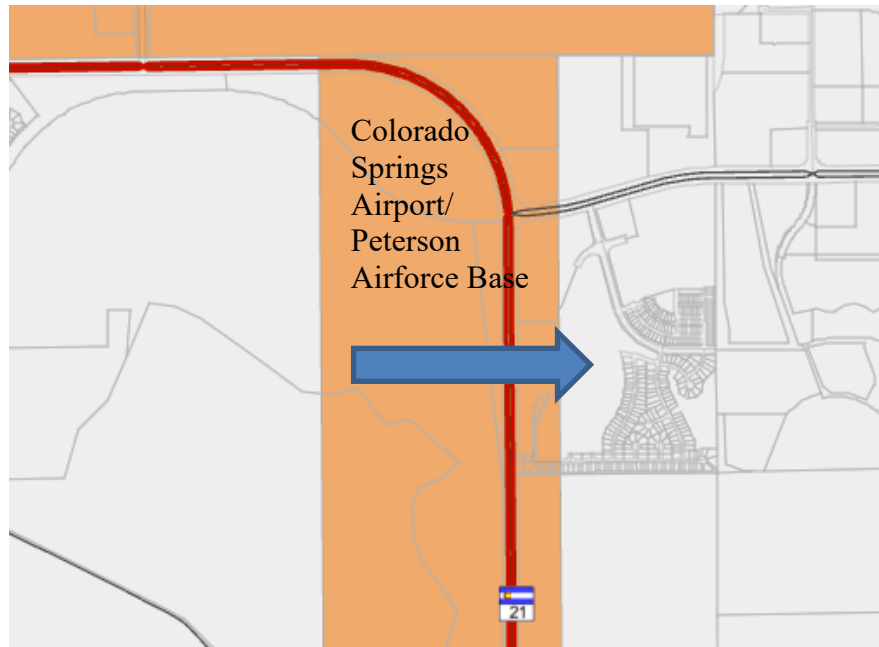 Colorado
Springs
Airport/
Peterson
Airforce Base
21